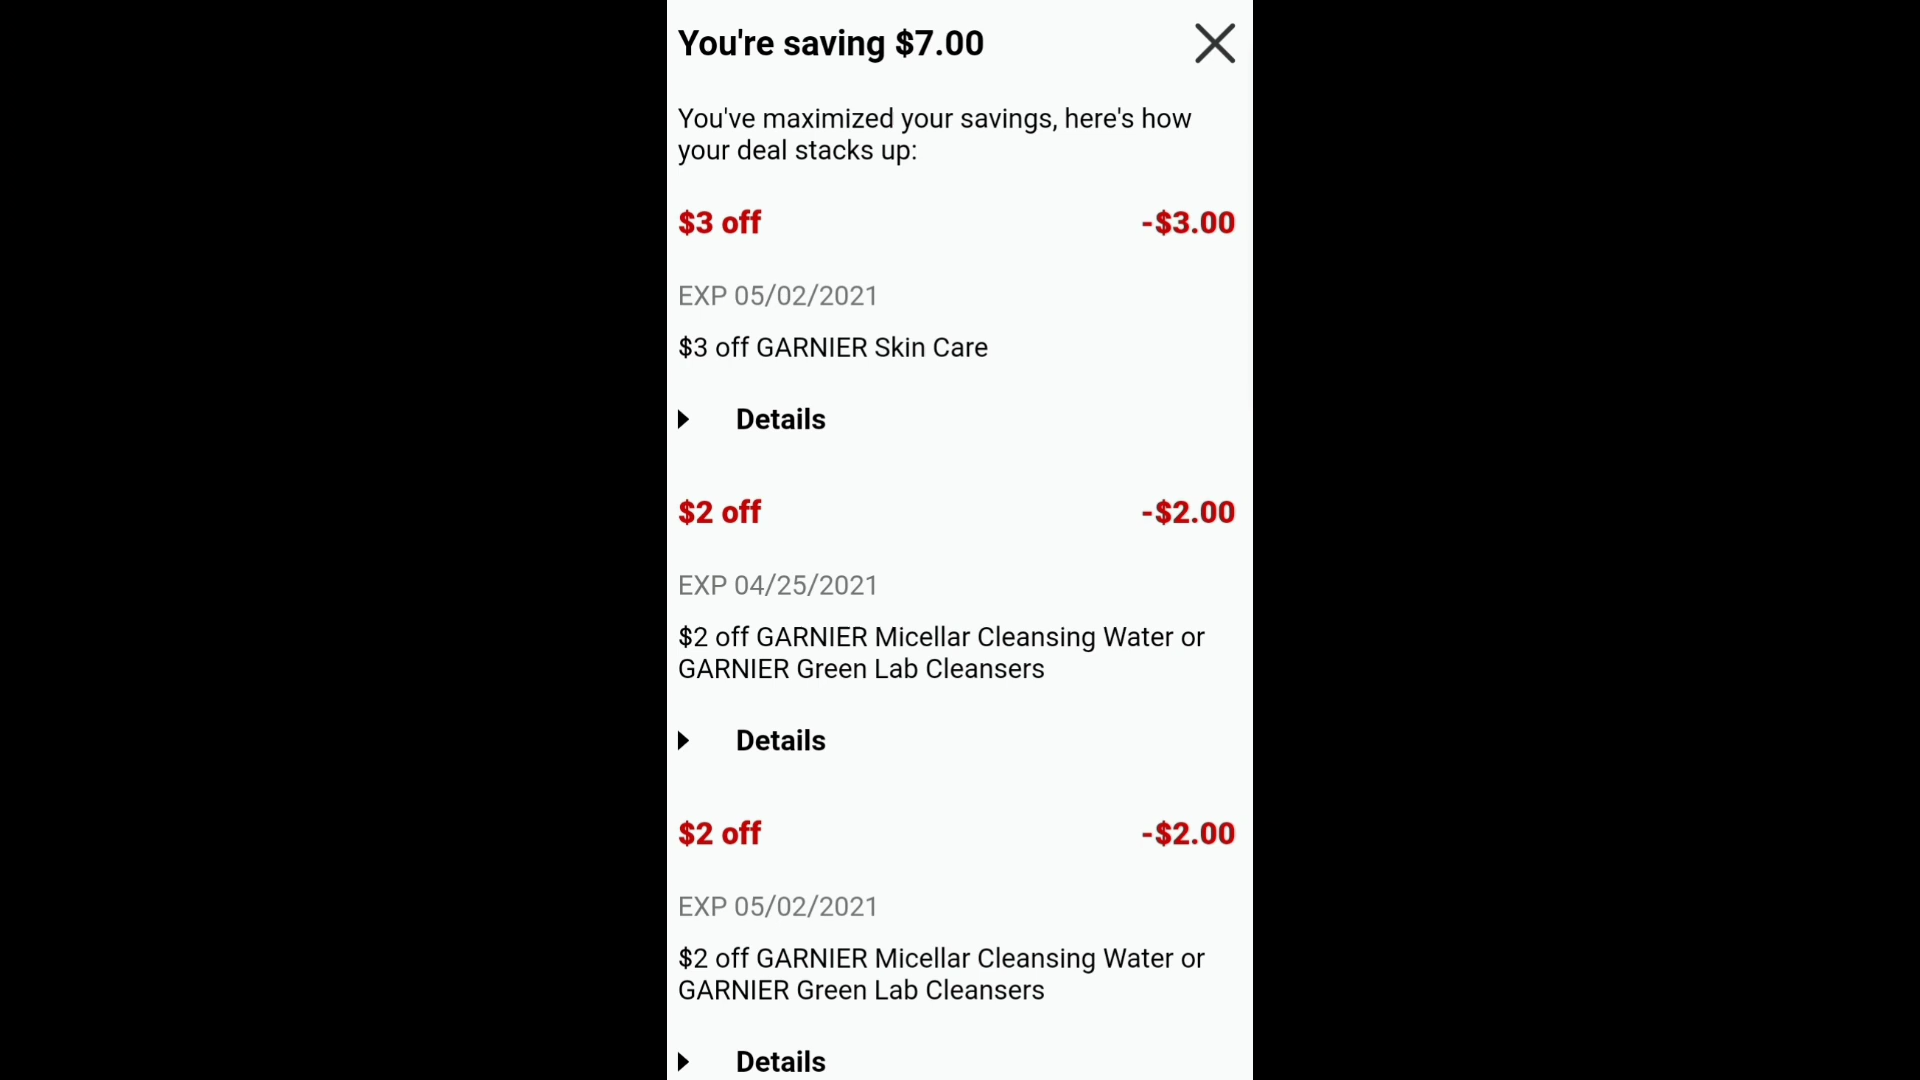 You're saving $7.00
You've maximized your savings, here's how
your deal stacks up:
$3 off -$3.00
EXP 05/02/2021
$3 off GARNIER Skin Care
Details
$2 off -$2.00
EXP 04/25/2021
$2 off GARNIER Micellar Cleansing Water or
GARNIER Green Lab Cleansers
Details
$2 off -$2.00
EXP 05/02/2021
$2 off GARNIER Micellar Cleansing Water or
GARNIER Green Lab Cleansers
Details